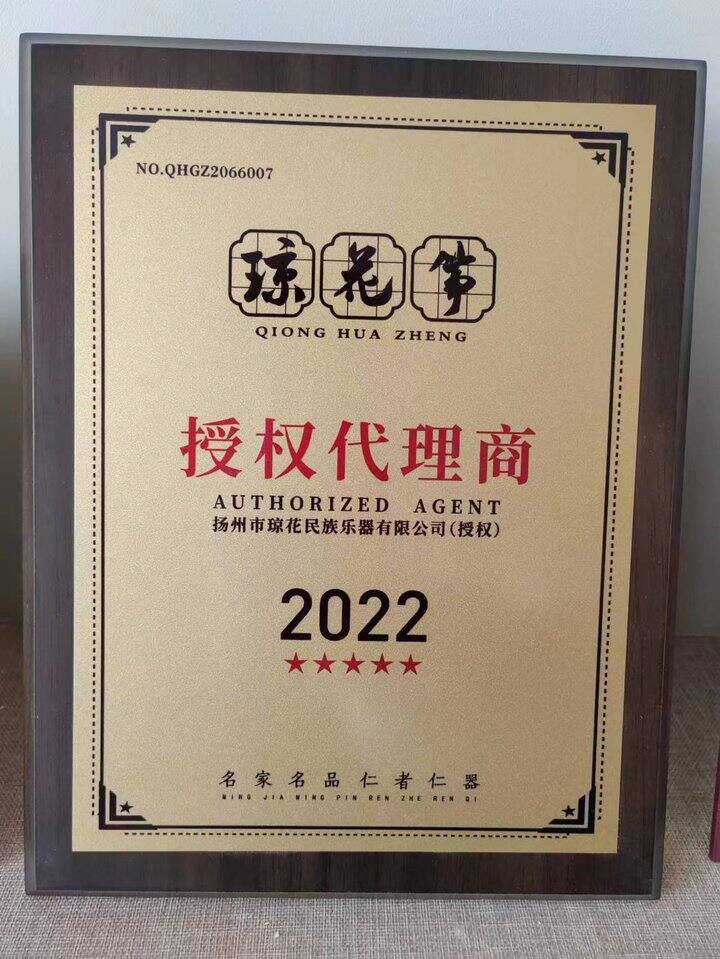 NO.QHGZ2066007
琼花筝
QIONG HUA ZHENG
授权代理商
AUTHORIZED AGENT
扬州市琼花民族乐器有限公司(授权)
2022
★★★★★
名家名品仁者仁器
MING JIA MING PIN REN ZHE REN QI